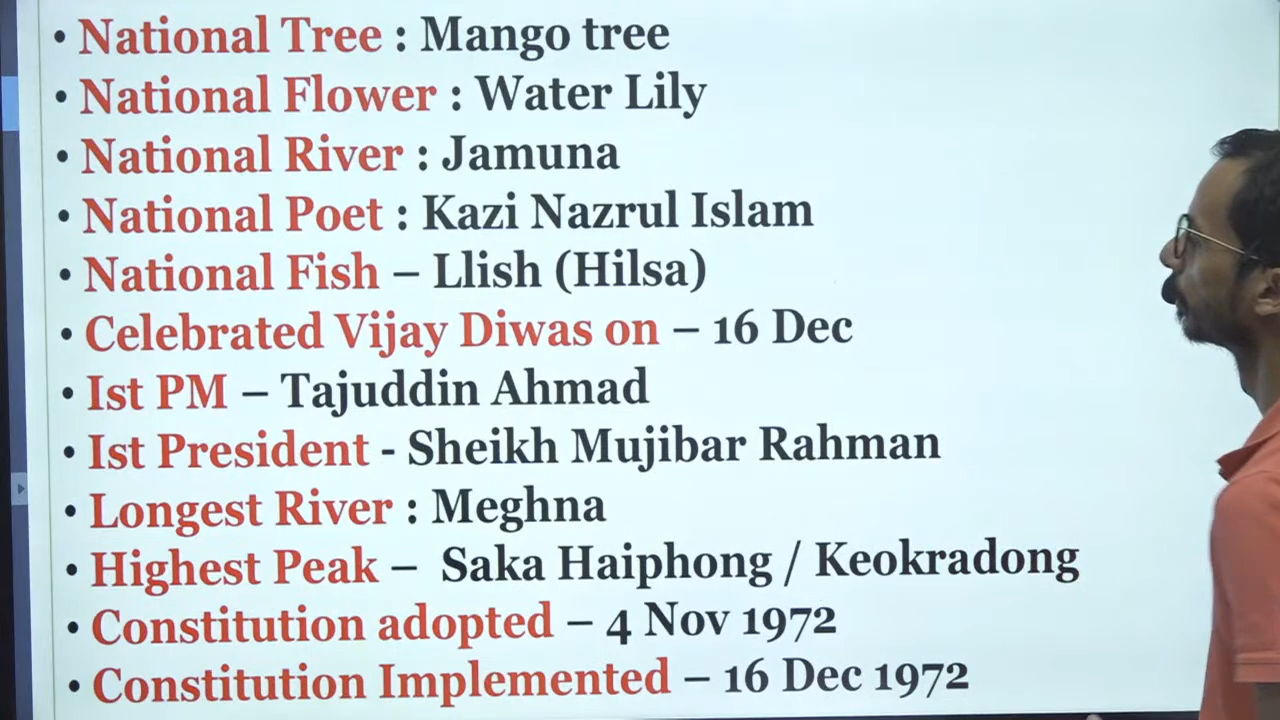 • National Tree : Mango tree
• National Flower : Water Lily
• National River : Jamuna
• National Poet : Kazi Nazrul Islam
• National Fish – Llish (Hilsa)
• Celebrated Vijay Diwas on – 16 Dec
• Ist PM – Tajuddin Ahmad
• Ist President - Sheikh Mujibar Rahman
• Longest River : Meghna
• Highest Peak – Saka Haiphong / Keokradong
• Constitution adopted – 4 Nov 1972
• Constitution Implemented – 16 Dec 1972